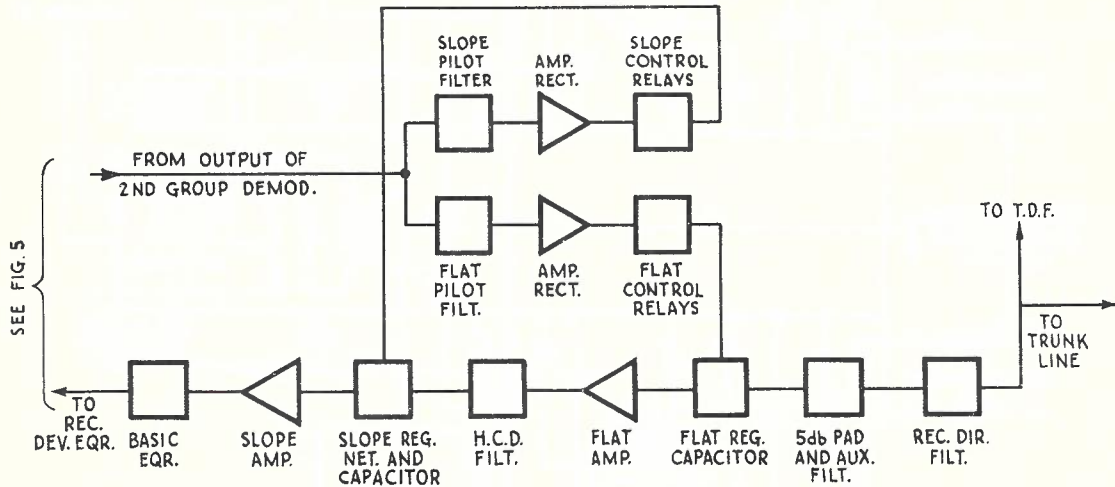 SLOPE
PILOT
FILTER
AMP.
RECT.
SLOPE
CONTROL
RELAYS
FROM OUTPUT OF
2ND GROUP DEMOD.
FLAT
PILOT
FILT.
AMP.
RECT.
FLAT
CONTROL
RELAYS
TO T.D.F.
TO
TRUNK
LINE
SEE FIG. 5
TO
REC.
DEV. EQR.
BASIC
EQR.
SLOPE
AMP.
SLOPE REG.
NET. AND
CAPACITOR
H.C.D.
FILT.
FLAT
AMP.
FLAT REG.
CAPACITOR
5db PAD
AND AUX.
FILT.
REC. DIR.
FILT.